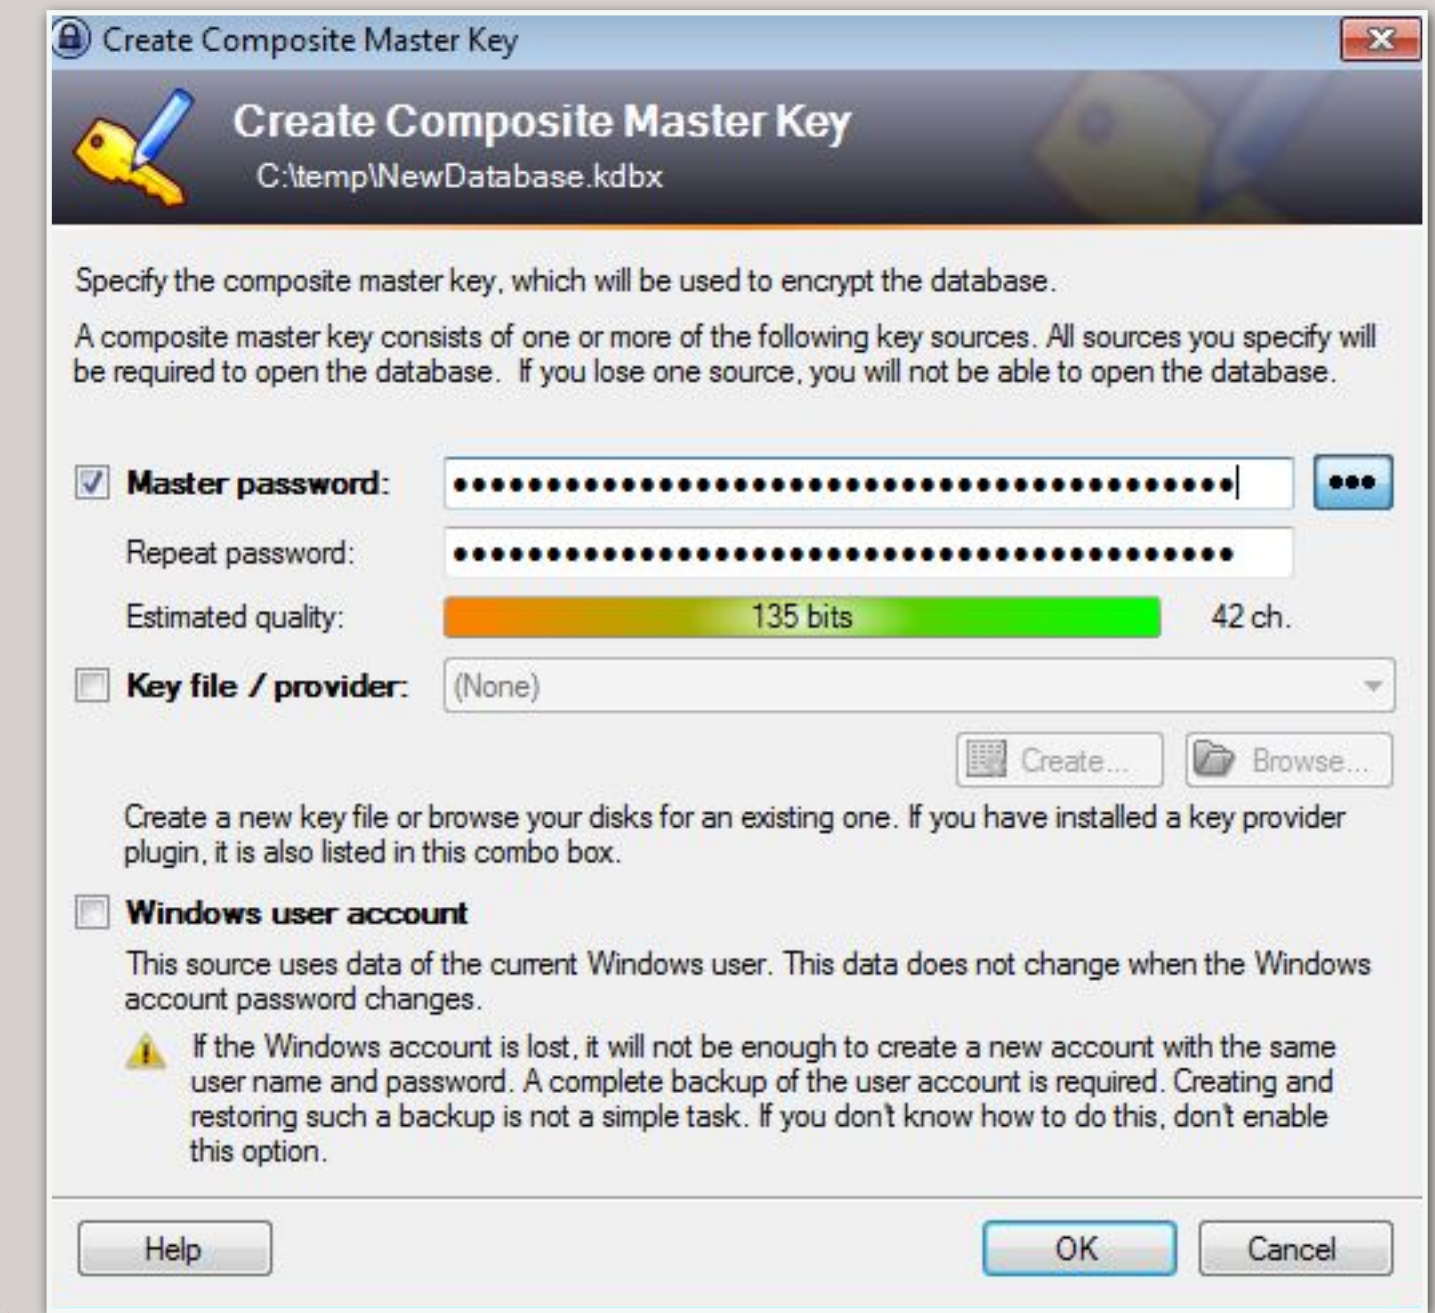 Create Composite Master Key
Create Composite Master Key
C:\temp\NewDatabase.kdbx
Specify the composite master key, which will be used to encrypt the database.
A composite master key consists of one or more of the following key sources. All sources you specify will
be required to open the database. If you lose one source, you will not be able to open the database.
Master password:
Repeat password:
Estimated quality: 135 bits 42 ch.
Key file / provider: (None)
Create... Browse...
Create a new key file or browse your disks for an existing one. If you have installed a key provider
plugin, it is also listed in this combo box.
Windows user account
This source uses data of the current Windows user. This data does not change when the Windows
account password changes.
If the Windows account is lost, it will not be enough to create a new account with the same
user name and password. A complete backup of the user account is required. Creating and
restoring such a backup is not a simple task. If you don't know how to do this, don't enable
this option.
Help OK Cancel